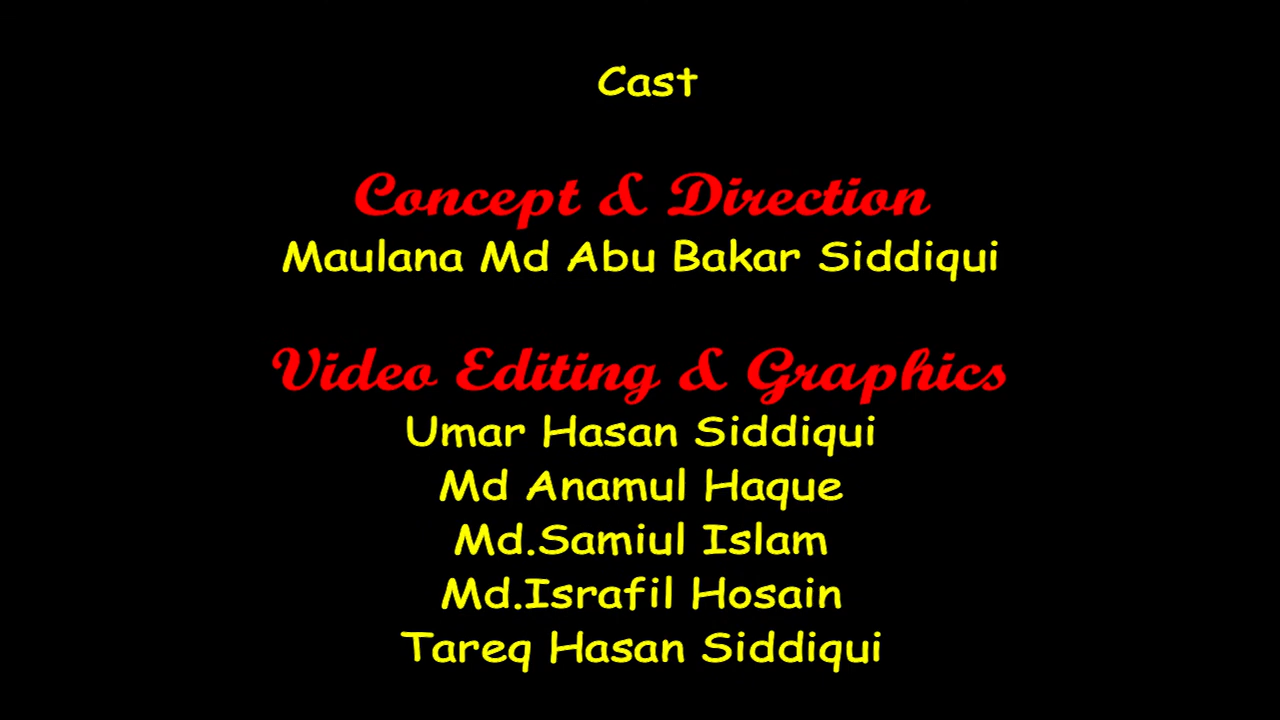 Cast
Concept & Direction
Maulana Md Abu Bakar Siddiqui
Video Editing & Graphics
Umar Hasan Siddiqui
Md Anamul Haque
Md.Samiul Islam
Md.Israfil Hosain
Tareq Hasan Siddiqui